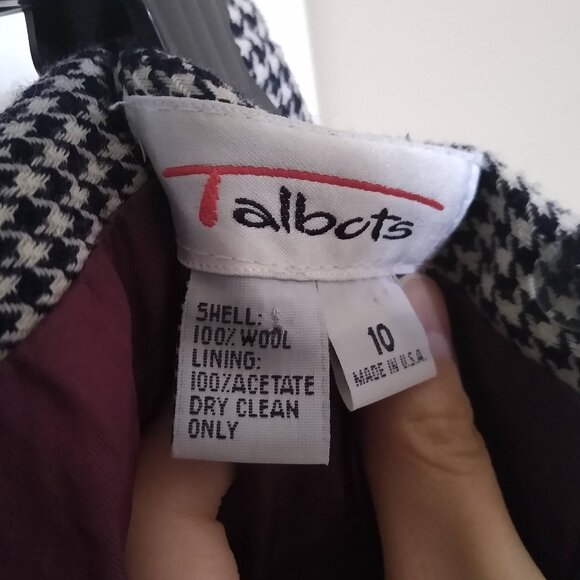 Talbots
SHELL:
100% WOOL
LINING:
100%ACETATE
DRY CLEAN
ONLY
10
MADE IN U.S.A.